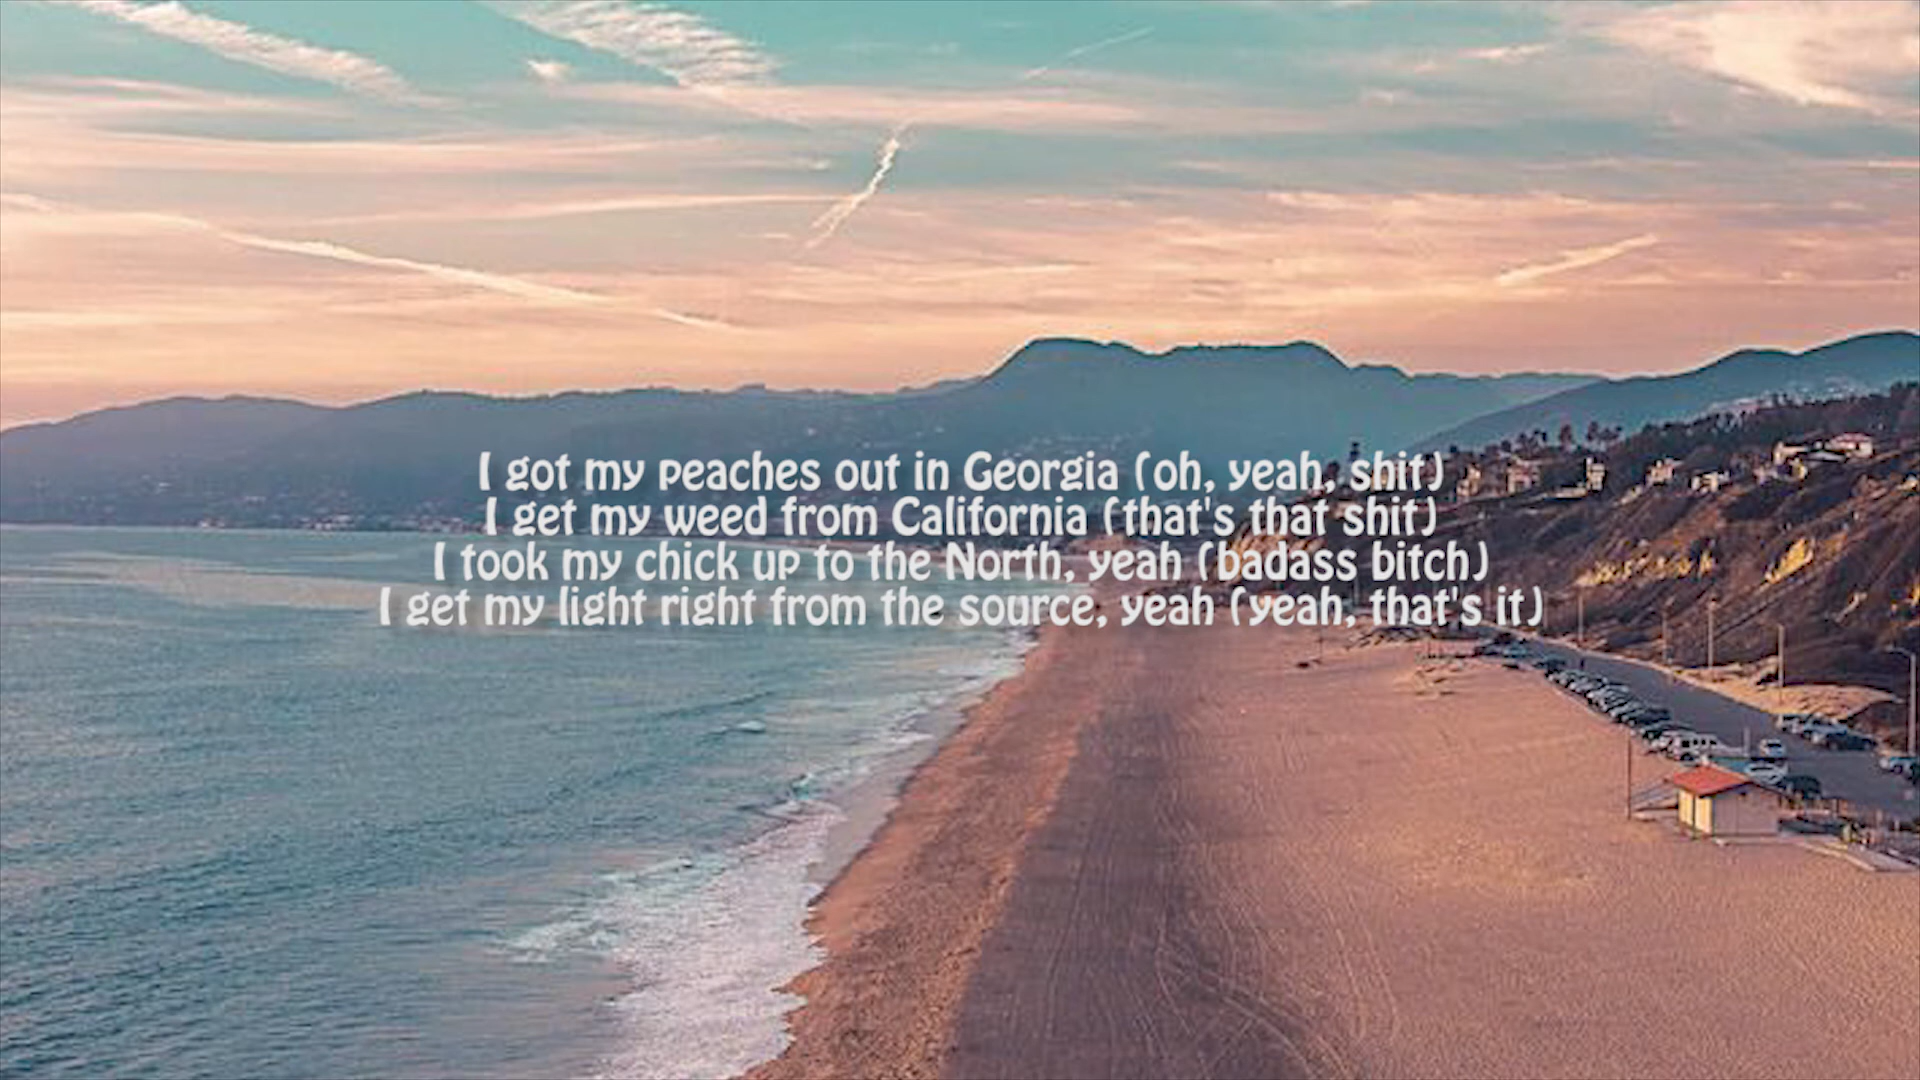 I got my peaches out in Georgia (oh, yeah, shit)
I get my weed from California (that's that shit)
I took my chick up to the North, yeah (badass bitch)
I get my light right from the source, yeah (yeah, that's it)